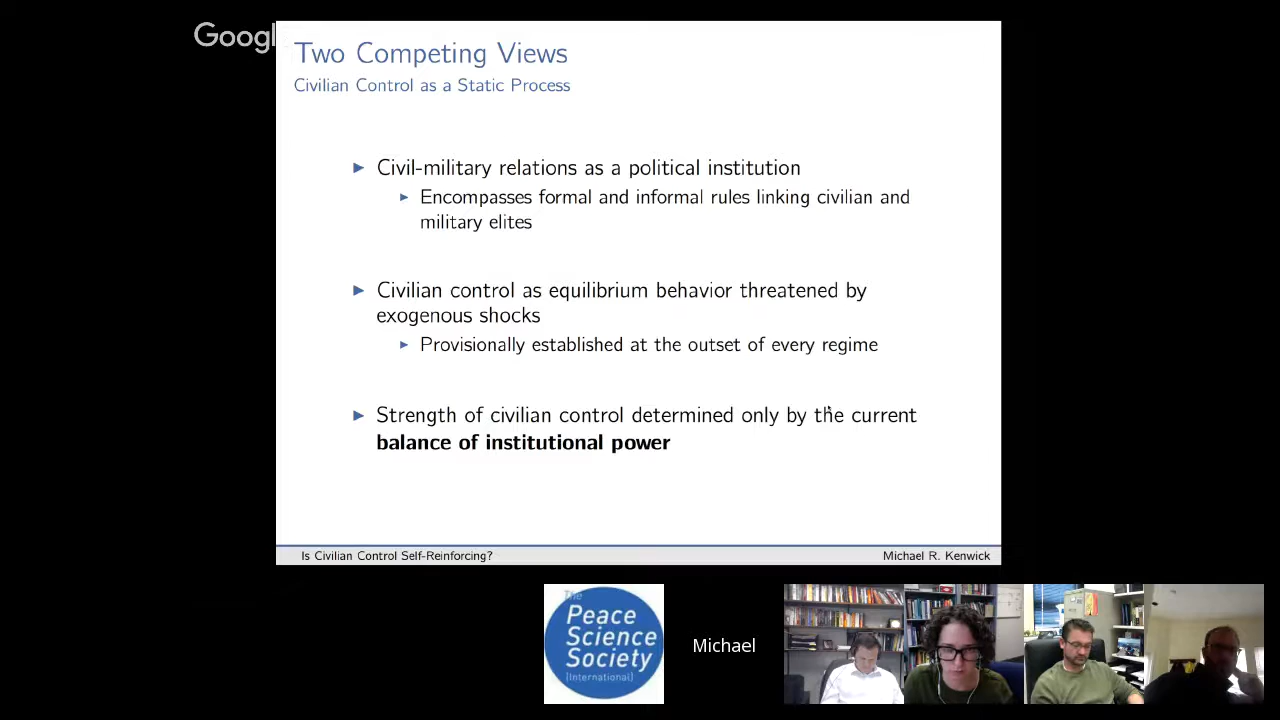 Google
Two Competing Views
Civilian Control as a Static Process
Civil-military relations as a political institution
Encompasses formal and informal rules linking civilian and
military elites
Civilian control as equilibrium behavior threatened by
exogenous shocks
Provisionally established at the outset of every regime
Strength of civilian control determined only by the current
balance of institutional power
Is Civilian Control Self-Reinforcing?
Michael R. Kenwick
The
Peace
Science
Society
[International]
Michael